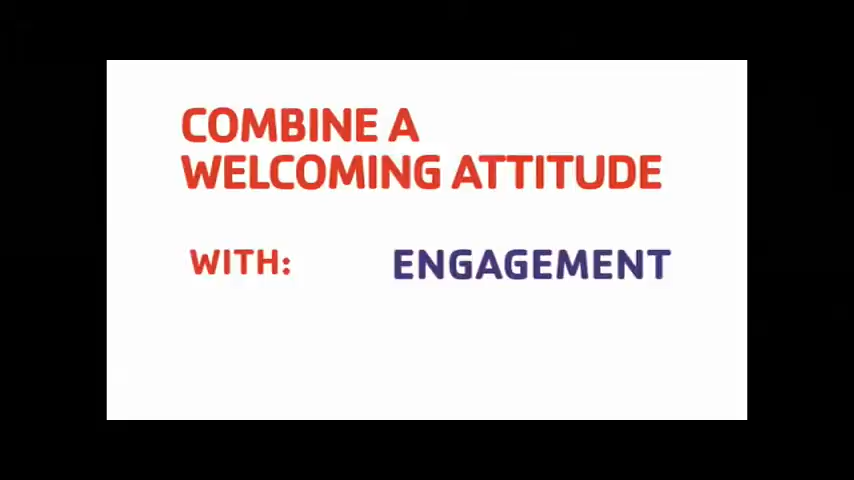 COMBINE A
WELCOMING ATTITUDE
WITH: ENGAGEMENT